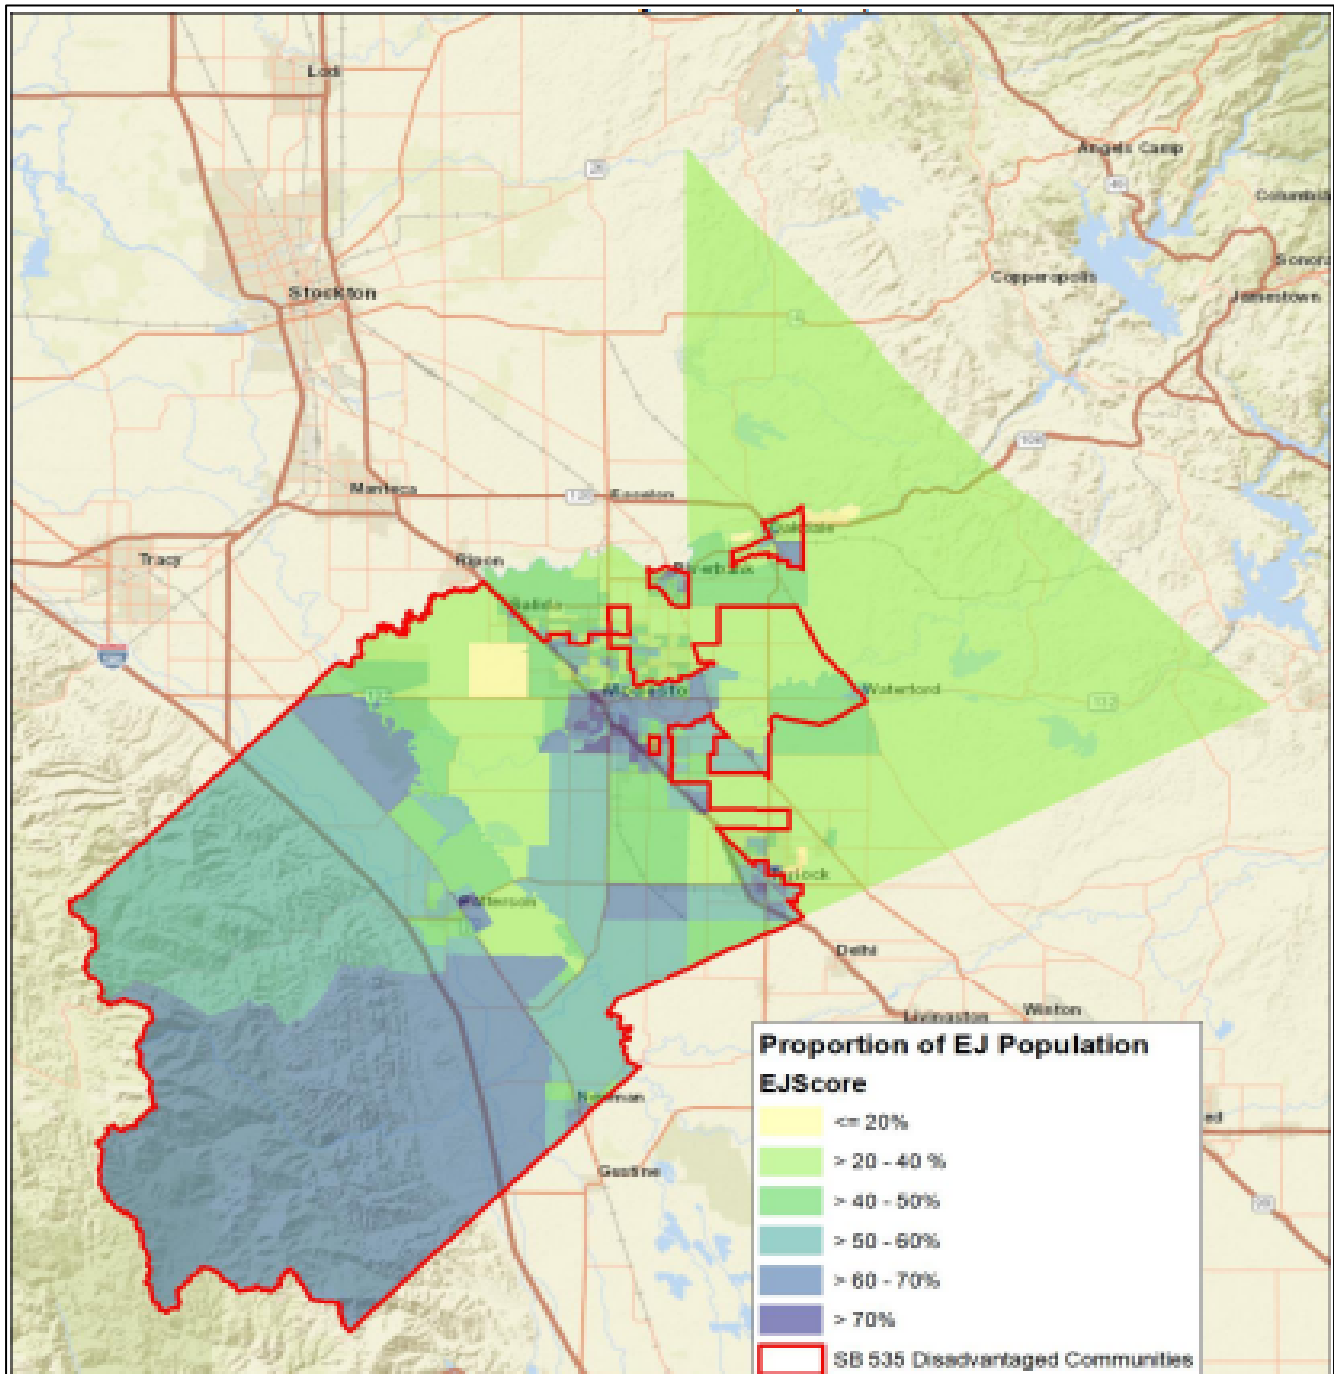 Lodi
Angels Camp
Columbia
Sonora
Copperopolis
Jamestown
Stockton
Manteca
Escalon
Tracy
Ripon
Oakdale
Riverbank
Salida
Modesto
Waterford
132
Turlock
Patterson
Delhi
Livingston
Winton
Newman
Gustine
Proportion of EJ Population
EJScore
<= 20%
> 20 - 40 %
> 40 - 50%
> 50 - 60%
> 60 - 70%
> 70%
SB 535 Disadvantaged Communities
ed